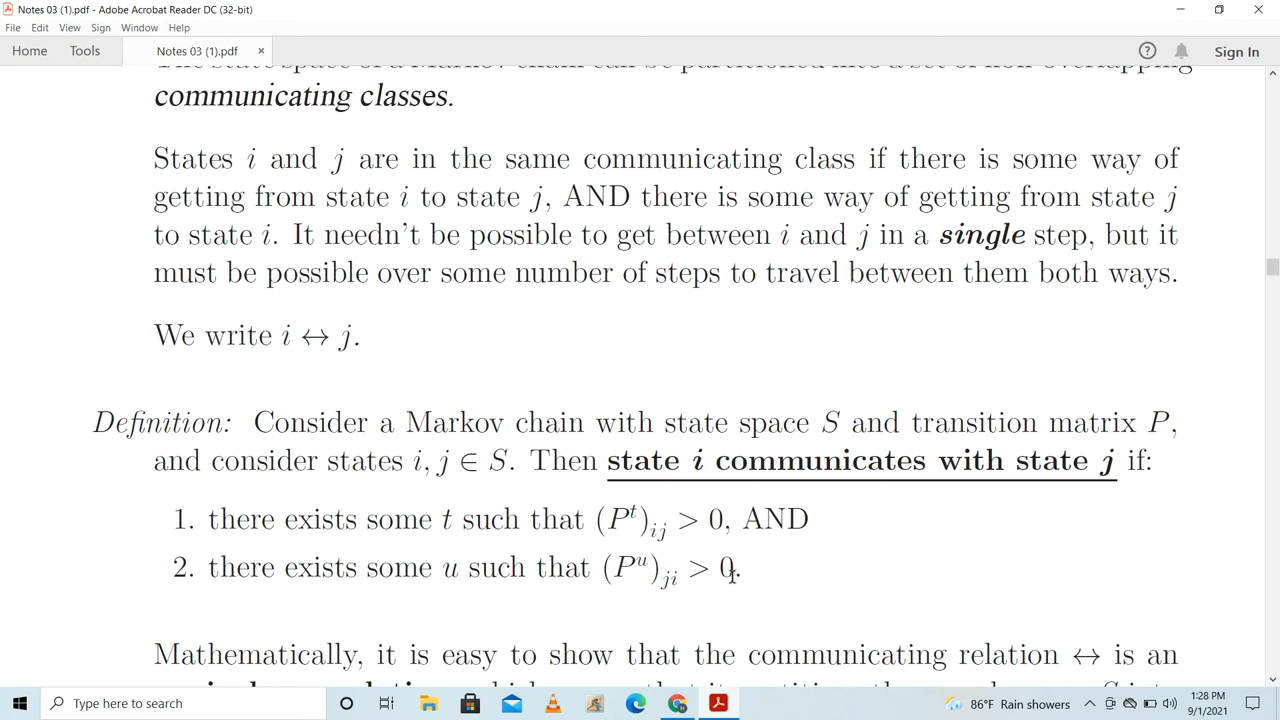 Notes 03 (1).pdf - Adobe Acrobat Reader DC (32-bit)
File Edit View Sign Window Help
Home Tools Notes 03 (1).pdf × Sign In
communicating classes.
States i and j are in the same communicating class if there is some way of
getting from state i to state j, AND there is some way of getting from state j
to state i. It needn't be possible to get between i and j in a single step, but it
must be possible over some number of steps to travel between them both ways.
We write i ↔ j.
Definition: Consider a Markov chain with state space S and transition matrix P,
and consider states i, j ∈ S. Then state i communicates with state j if:
1. there exists some t such that (P^t)_{ij} > 0, AND
2. there exists some u such that (P^u)_{ji} > 0.
Mathematically, it is easy to show that the communicating relation ↔ is an
Type here to search 86°F Rain showers 1:28 PM
9/1/2021